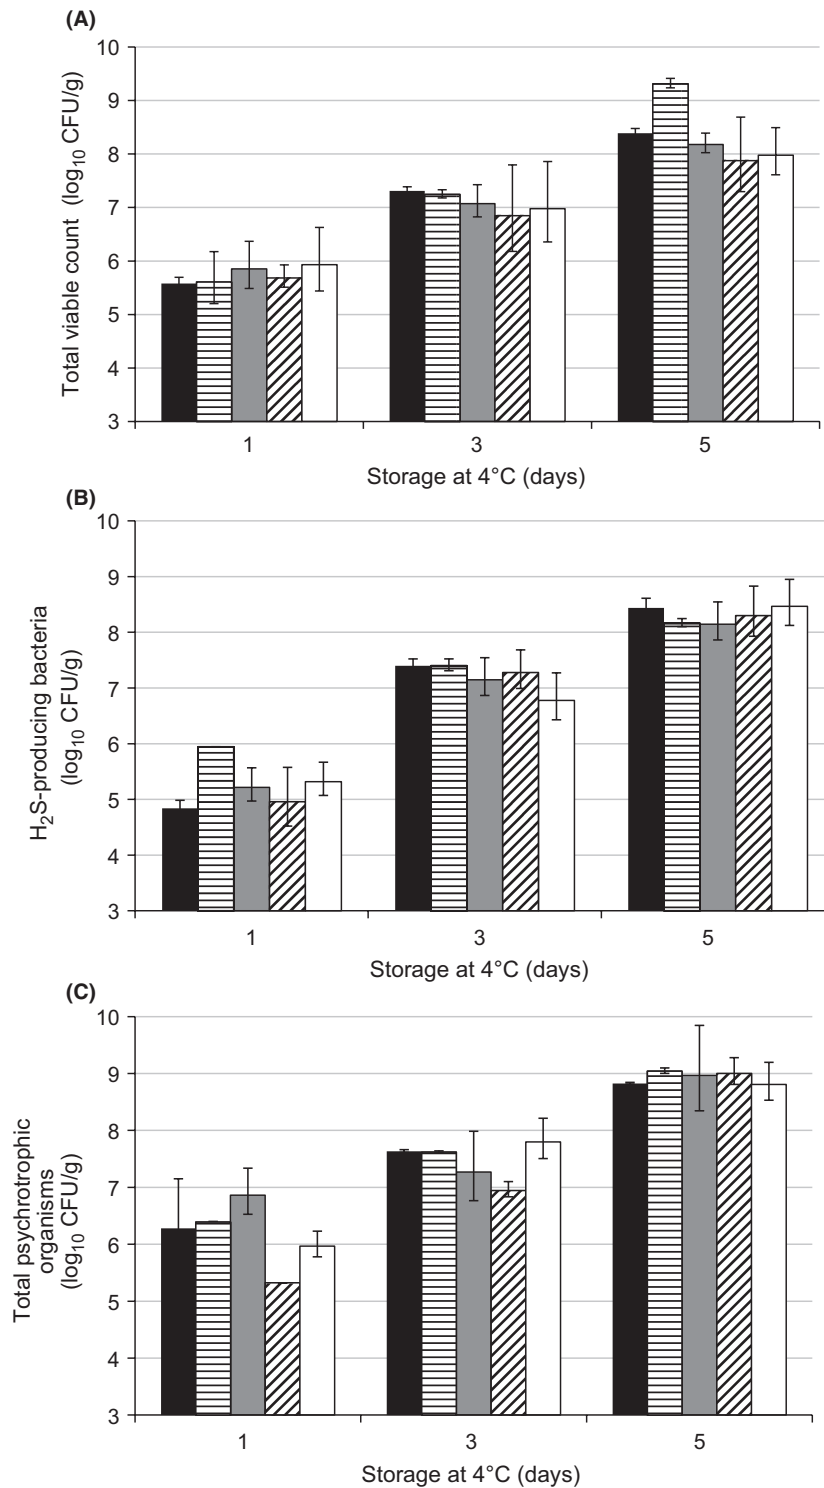 (A)
Total viable count (log10 CFU/g)
10
9
8
7
6
5
4
3
1 3 5
Storage at 4°C (days)
(B)
H2S-producing bacteria
(log10 CFU/g)
10
9
8
7
6
5
4
3
1 3 5
Storage at 4°C (days)
(C)
Total psychrotrophic
organisms
(log10 CFU/g)
10
9
8
7
6
5
4
3
1 3 5
Storage at 4°C (days)